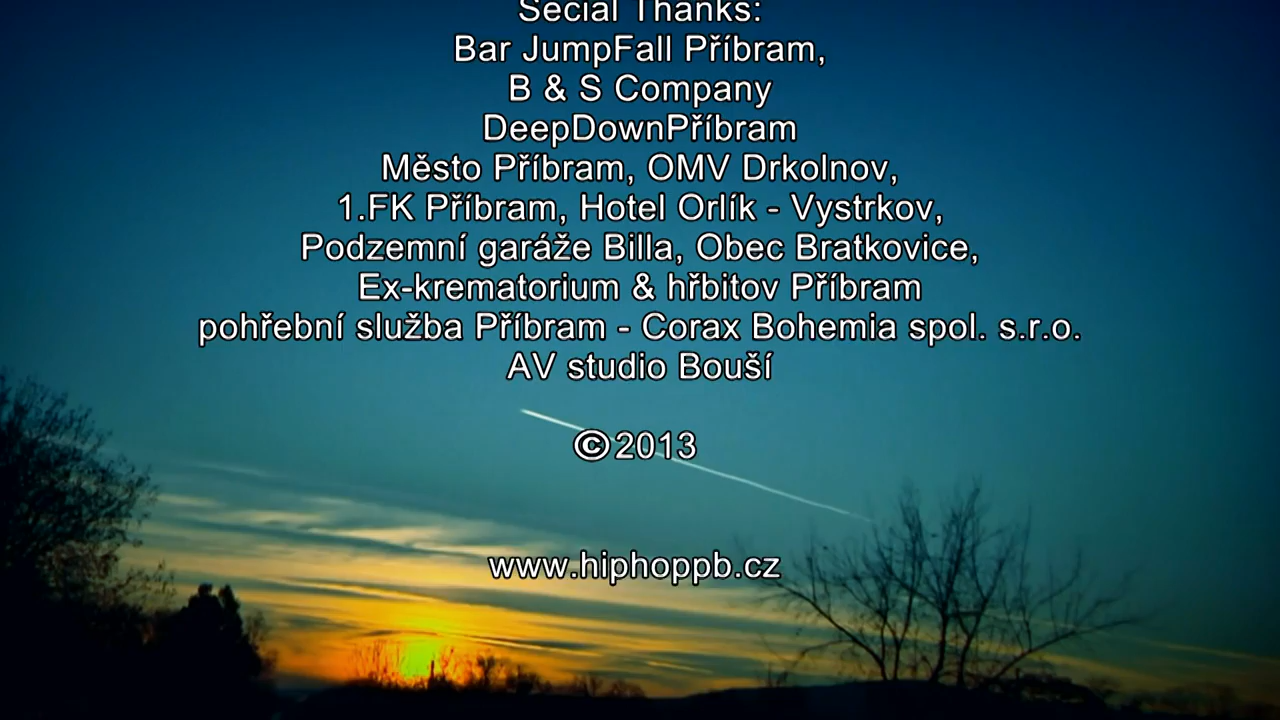 Secial Thanks:
Bar JumpFall Příbram,
B & S Company
DeepDownPříbram
Město Příbram, OMV Drkolnov,
1.FK Příbram, Hotel Orlík - Vystrkov,
Podzemní garáže Billa, Obec Bratkovice,
Ex-krematorium & hřbitov Příbram
pohřební služba Příbram - Corax Bohemia spol. s.r.o.
AV studio Bouší
©2013
www.hiphoppb.cz